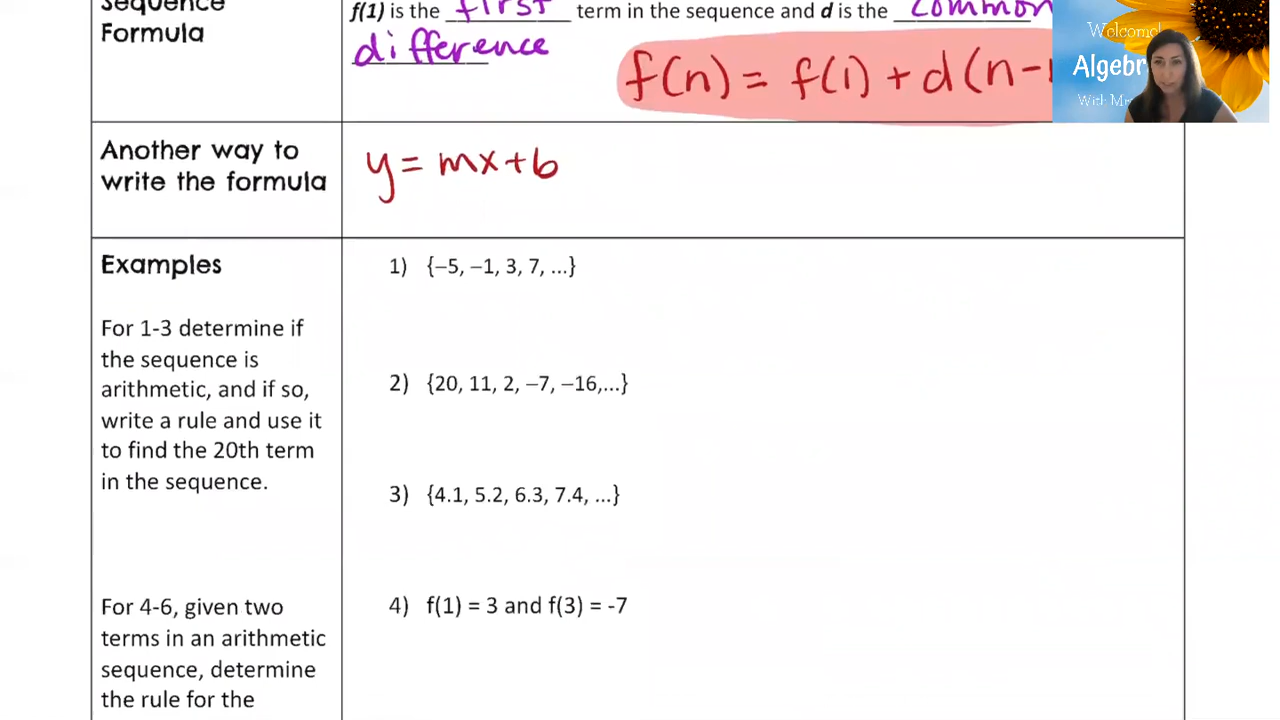 Sequence
Formula
f(1) is the first term in the sequence and d is the common
difference
f(n) = f(1) + d(n-
Welcome!
Algebr
With M
Another way to
write the formula
y = mx+b
Examples
For 1-3 determine if
the sequence is
arithmetic, and if so,
write a rule and use it
to find the 20th term
in the sequence.
1) {–5, –1, 3, 7, ...}
2) {20, 11, 2, –7, –16,...}
3) {4.1, 5.2, 6.3, 7.4, ...}
For 4-6, given two
terms in an arithmetic
sequence, determine
the rule for the
4) f(1) = 3 and f(3) = -7